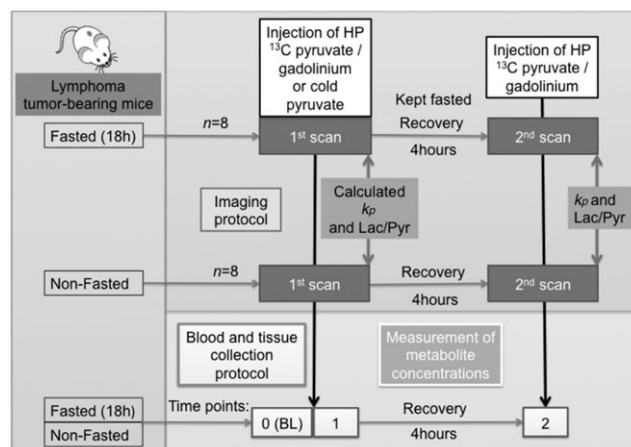 Lymphoma
tumor-bearing mice
Injection of HP
¹³C pyruvate /
gadolinium
or cold
pyruvate
Injection of HP
¹³C pyruvate /
gadolinium
Fasted (18h)
n=8
1st scan
Kept fasted
Recovery
4hours
2nd scan
Imaging
protocol
Calculated
kp
and Lac/Pyr
kp and
Lac/Pyr
Non-Fasted
n=8
1st scan
Recovery
4hours
2nd scan
Blood and tissue
collection
protocol
Measurement of
metabolite
concentrations
Fasted (18h)
Non-Fasted
Time points:
0 (BL)
1
Recovery
4hours
2